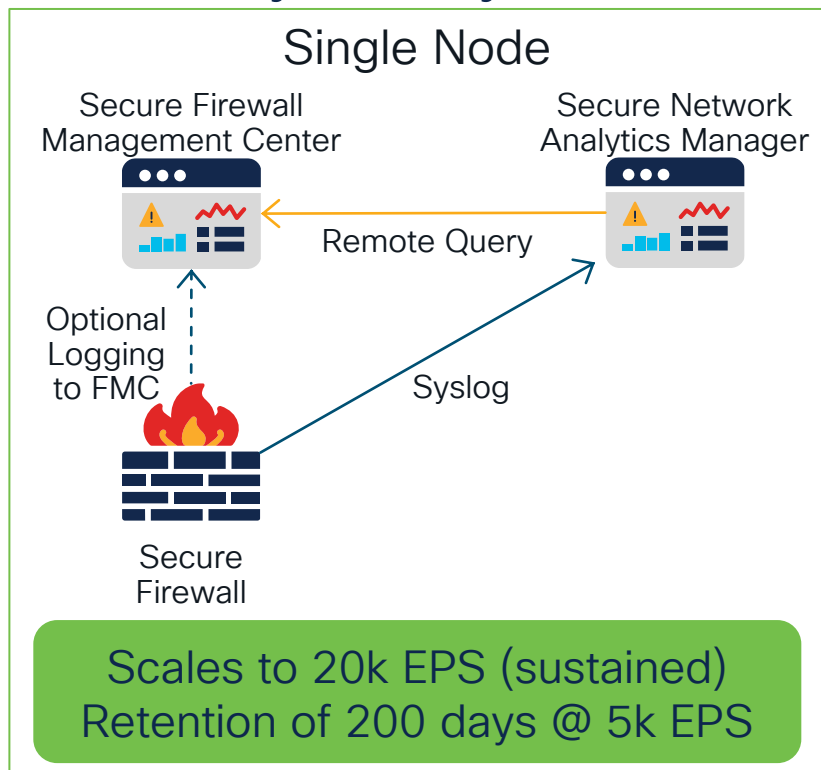 Single Node
Secure Firewall
Management Center
Secure Network
Analytics Manager
Remote Query
Optional
Logging
to FMC
Syslog
Secure
Firewall
Scales to 20k EPS (sustained)
Retention of 200 days @ 5k EPS